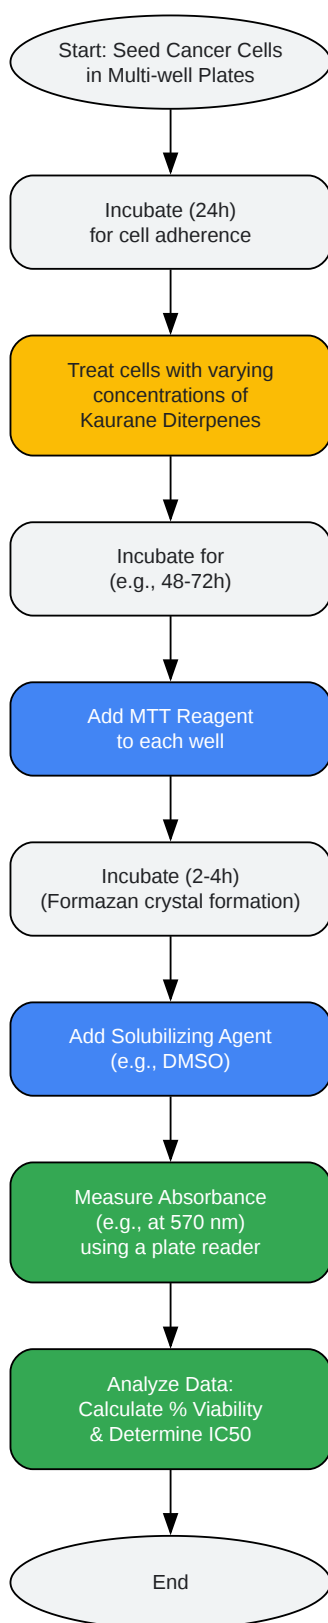 Start: Seed Cancer Cells
in Multi-well Plates
Incubate (24h)
for cell adherence
Treat cells with varying
concentrations of
Kaurane Diterpenes
Incubate for
(e.g., 48-72h)
Add MTT Reagent
to each well
Incubate (2-4h)
(Formazan crystal formation)
Add Solubilizing Agent
(e.g., DMSO)
Measure Absorbance
(e.g., at 570 nm)
using a plate reader
Analyze Data:
Calculate % Viability
& Determine IC50
End